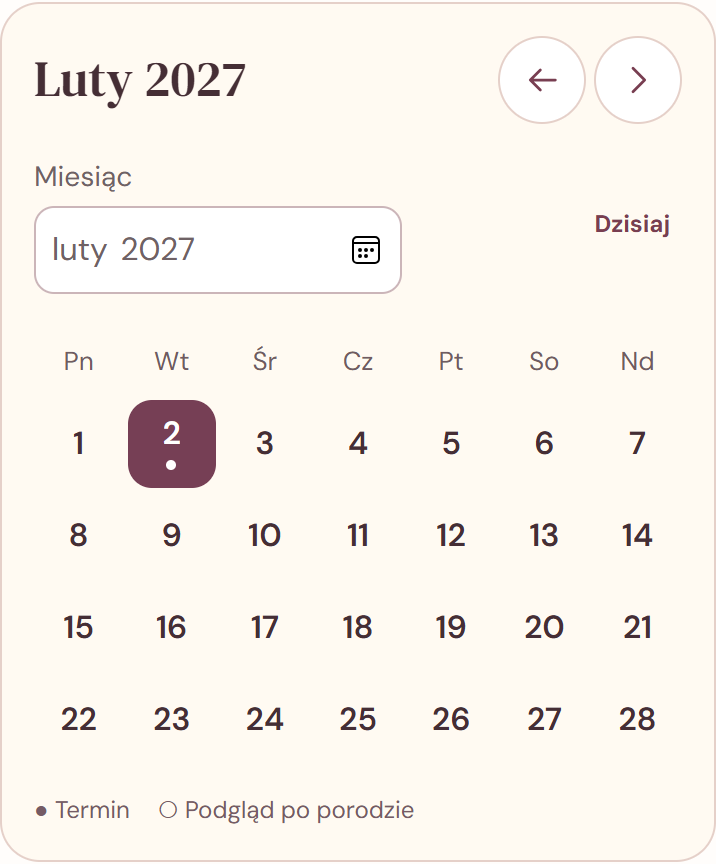 Luty 2027
Miesiąc
luty 2027
Dzisiaj
Pn Wt Śr Cz Pt So Nd
1 2 3 4 5 6 7
8 9 10 11 12 13 14
15 16 17 18 19 20 21
22 23 24 25 26 27 28
Termin Podgląd po porodzie